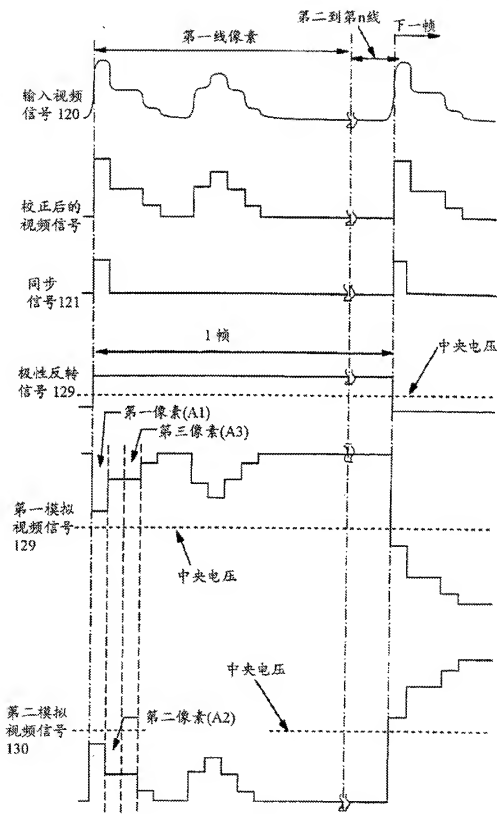 第二到第n线
下一帧
第一线像素
输入视频
信号 120
校正后的
视频信号
同步
信号121
1 帧
中央电压
极性反转
信号 129
第一像素(A1)
第三像素(A3)
第一模拟
视频信号
129
中央电压
中央电压
第二模拟
视频信号
130
第二像素(A2)